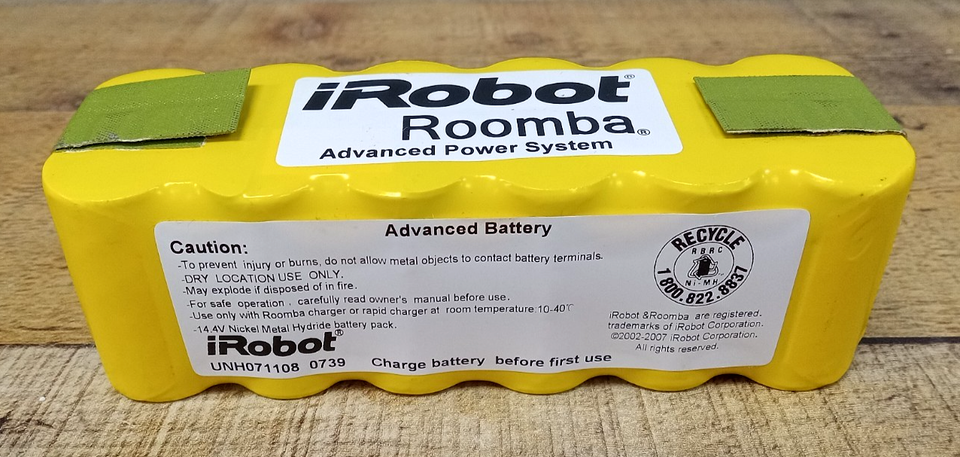 iRobot®
Roomba®
Advanced Power System
Advanced Battery
Caution:
-To prevent injury or burns, do not allow metal objects to contact battery terminals.
-DRY LOCATION USE ONLY.
-May explode if disposed of in fire.
-For safe operation , carefully read owner's manual before use.
-Use only with Roomba charger or rapid charger at room temperature:10-40℃
-14.4V Nickel Metal Hydride battery pack.
iRobot®
UNH071108 0739
Charge battery before first use
RECYCLE
RBRC
Ni-MH
1.800.822.8837
iRobot &Roomba are registered.
trademarks of iRobot Corporation.
©2002-2007 iRobot Corporation.
All rights reserved.